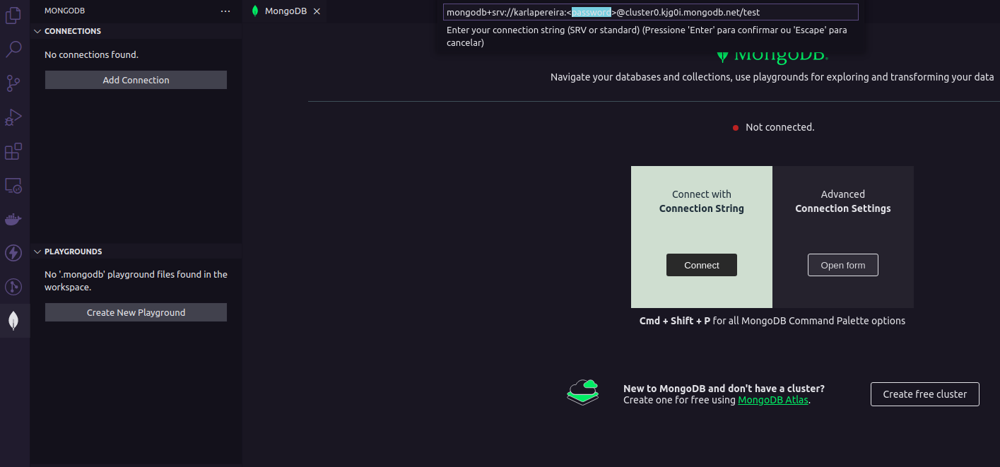 MONGODB
MongoDB
mongodb+srv://karlapereira:<password>@cluster0.kjg0i.mongodb.net/test
Enter your connection string (SRV or standard) (Pressione 'Enter' para confirmar ou 'Escape' para
cancelar)
CONNECTIONS
No connections found.
Add Connection
MongoDB.
Navigate your databases and collections, use playgrounds for exploring and transforming your data
Not connected.
Connect with
Connection String
Connect
Advanced
Connection Settings
Open form
PLAYGROUNDS
No '.mongodb' playground files found in the
workspace.
Create New Playground
Cmd + Shift + P for all MongoDB Command Palette options
New to MongoDB and don't have a cluster?
Create one for free using MongoDB Atlas.
Create free cluster